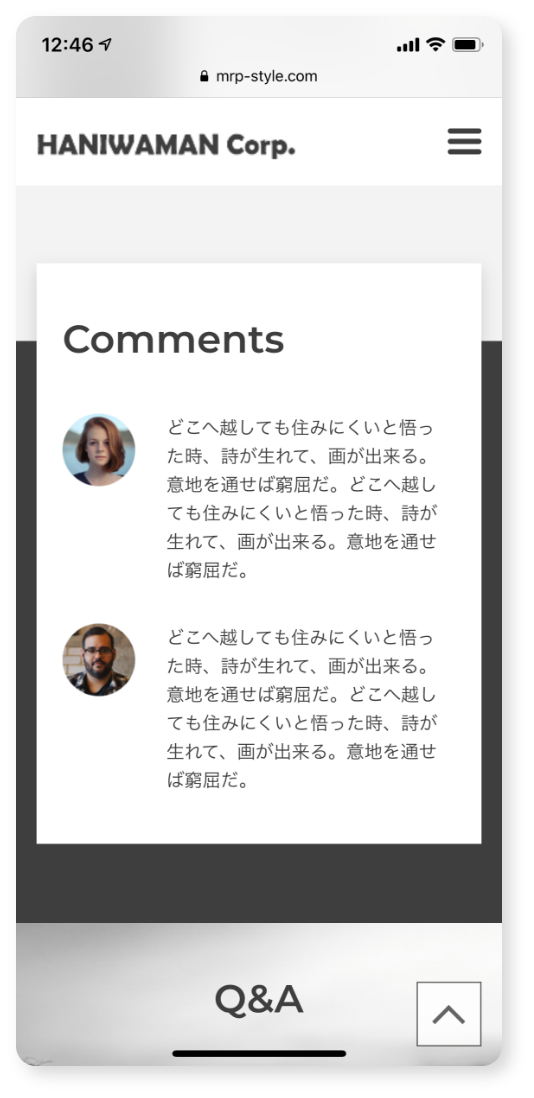 12:46
mrp-style.com
HANIWAMAN Corp.
Comments
どこへ越しても住みにくいと悟っ
た時、詩が生れて、画が出来る。
意地を通せば窮屈だ。どこへ越し
ても住みにくいと悟った時、詩が
生れて、画が出来る。意地を通せ
ば窮屈だ。
どこへ越しても住みにくいと悟っ
た時、詩が生れて、画が出来る。
意地を通せば窮屈だ。どこへ越し
ても住みにくいと悟った時、詩が
生れて、画が出来る。意地を通せ
ば窮屈だ。
Q&A